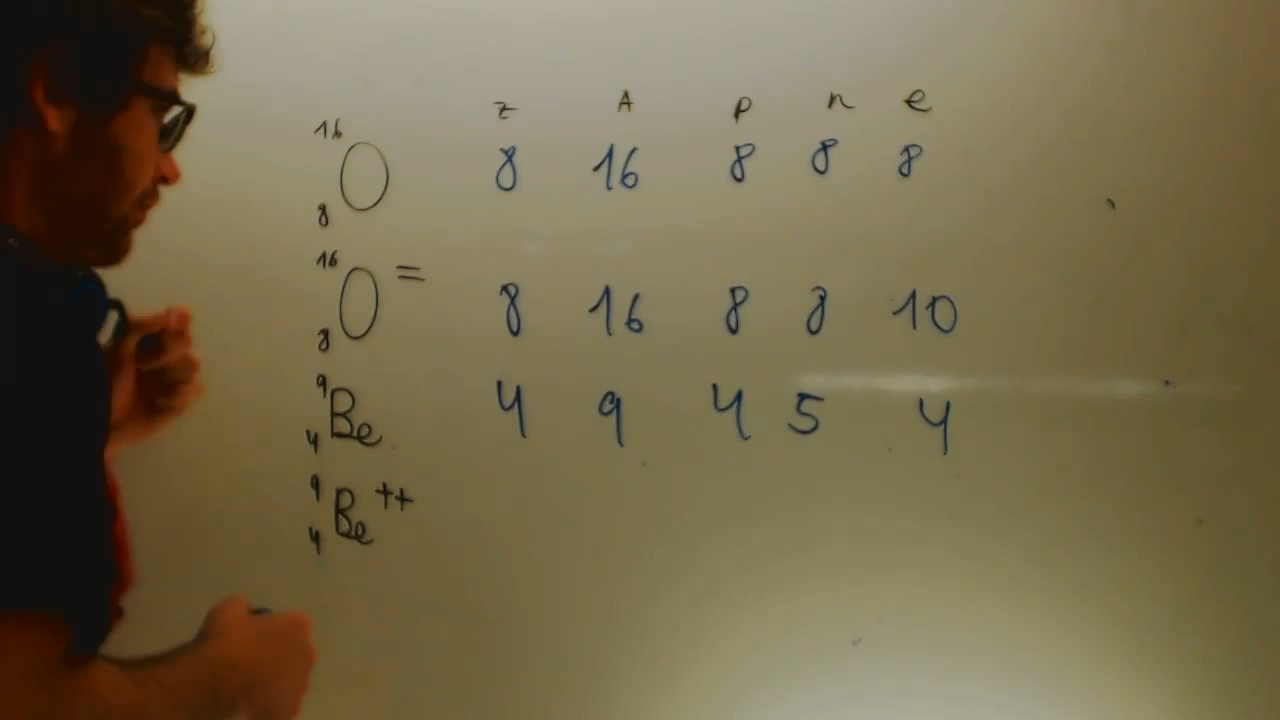 z A p n e
16 8 O 8 16 8 8 8
16 8 O = 8 16 8 8 10
9 4 Be 4 9 4 5 4
9 4 Be ++